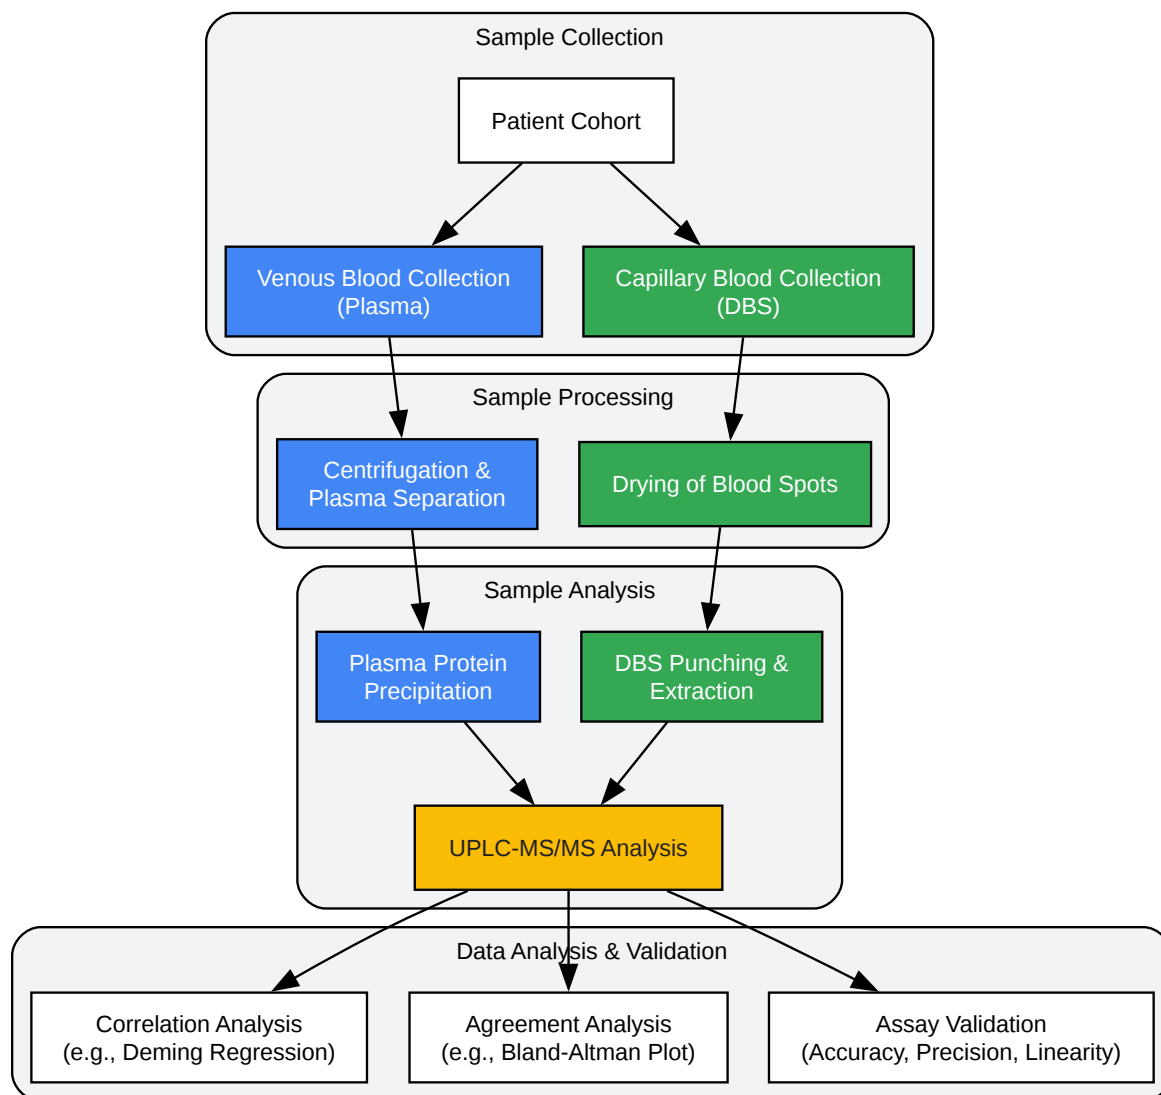 Sample Collection
Patient Cohort
Venous Blood Collection
(Plasma)
Capillary Blood Collection
(DBS)
Sample Processing
Centrifugation &
Plasma Separation
Drying of Blood Spots
Sample Analysis
Plasma Protein
Precipitation
DBS Punching &
Extraction
UPLC-MS/MS Analysis
Data Analysis & Validation
Correlation Analysis
(e.g., Deming Regression)
Agreement Analysis
(e.g., Bland-Altman Plot)
Assay Validation
(Accuracy, Precision, Linearity)